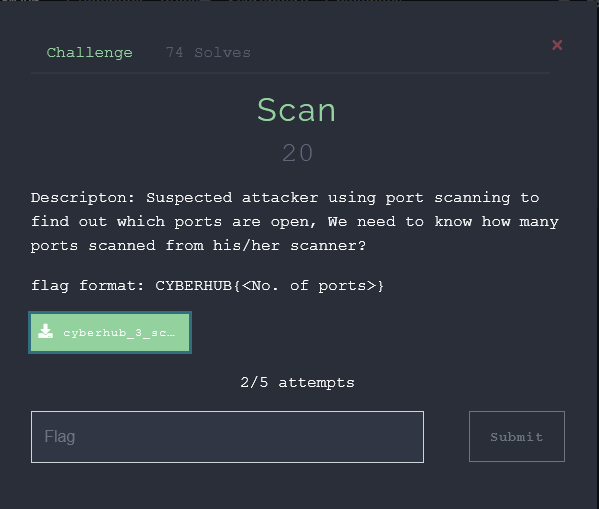 Challenge 74 Solves ×
Scan
20
Descripton: Suspected attacker using port scanning to
find out which ports are open, We need to know how many
ports scanned from his/her scanner?
flag format: CYBERHUB{<No. of ports>}
cyberhub_3_sc…
2/5 attempts
Flag Submit